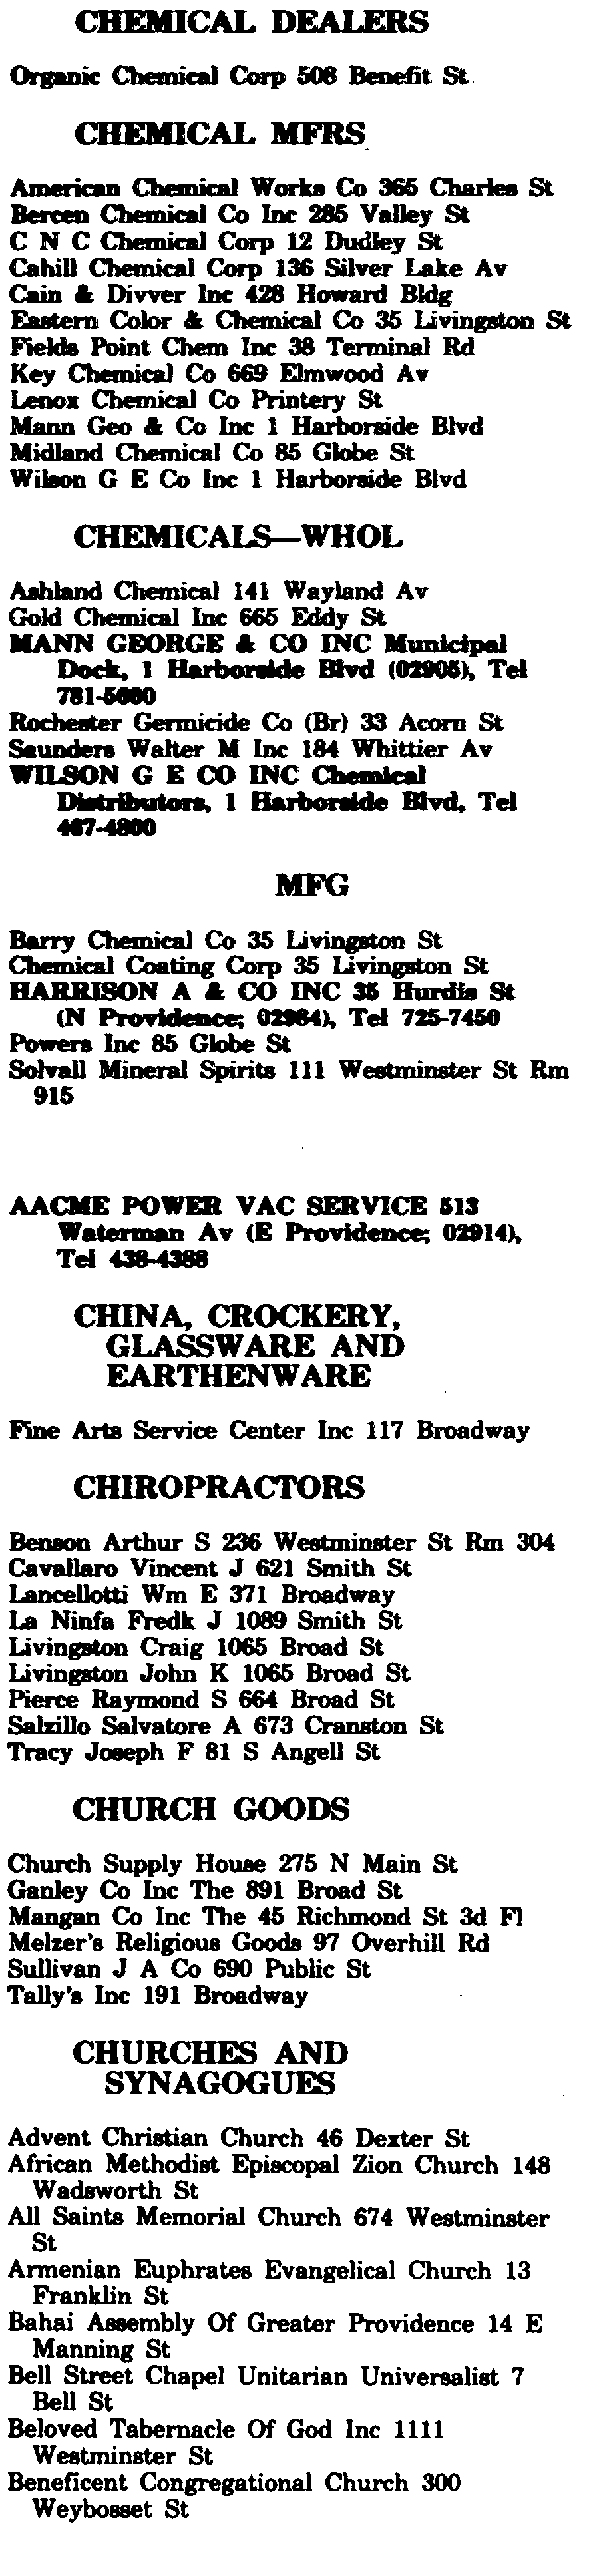 CHEMICAL DEALERS
Organic Chemical Corp 508 Benefit St
CHEMICAL MFRS
American Chemical Works Co 365 Charles St
Bercen Chemical Co Inc 285 Valley St
C N C Chemical Corp 12 Dudley St
Cahill Chemical Corp 136 Silver Lake Av
Cain & Divver Inc 428 Howard Bldg
Eastern Color & Chemical Co 35 Livingston St
Fields Point Chem Inc 38 Terminal Rd
Key Chemical Co 669 Elmwood Av
Lenox Chemical Co Printery St
Mann Geo & Co Inc 1 Harborside Blvd
Midland Chemical Co 85 Globe St
Wilson G E Co Inc 1 Harborside Blvd
CHEMICALS—WHOL
Ashland Chemical 141 Wayland Av
Gold Chemical Inc 665 Eddy St
MANN GEORGE & CO INC Municipal
Dock, 1 Harborside Blvd (02905), Tel
781-5600
Rochester Germicide Co (Br) 33 Acorn St
Saunders Walter M Inc 184 Whittier Av
WILSON G E CO INC Chemical
Distributors, 1 Harborside Blvd, Tel
467-4800
MFG
Barry Chemical Co 35 Livingston St
Chemical Coating Corp 35 Livingston St
HARRISON A & CO INC 35 Hurdis St
(N Providence; 02984), Tel 725-7450
Powers Inc 85 Globe St
Solvall Mineral Spirits 111 Westminster St Rm
915
AACME POWER VAC SERVICE 513
Waterman Av (E Providence; 02914),
Tel 438-4388
CHINA, CROCKERY,
GLASSWARE AND
EARTHENWARE
Fine Arts Service Center Inc 117 Broadway
CHIROPRACTORS
Benson Arthur S 236 Westminster St Rm 304
Cavallaro Vincent J 621 Smith St
Lancellotti Wm E 371 Broadway
La Ninfa Fredk J 1089 Smith St
Livingston Craig 1065 Broad St
Livingston John K 1065 Broad St
Pierce Raymond S 664 Broad St
Salzillo Salvatore A 673 Cranston St
Tracy Joseph F 81 S Angell St
CHURCH GOODS
Church Supply House 275 N Main St
Ganley Co Inc The 891 Broad St
Mangan Co Inc The 45 Richmond St 3d Fl
Melzer's Religious Goods 97 Overhill Rd
Sullivan J A Co 690 Public St
Tally's Inc 191 Broadway
CHURCHES AND
SYNAGOGUES
Advent Christian Church 46 Dexter St
African Methodist Episcopal Zion Church 148
Wadsworth St
All Saints Memorial Church 674 Westminster
St
Armenian Euphrates Evangelical Church 13
Franklin St
Bahai Assembly Of Greater Providence 14 E
Manning St
Bell Street Chapel Unitarian Universalist 7
Bell St
Beloved Tabernacle Of God Inc 1111
Westminster St
Beneficent Congregational Church 300
Weybosset St